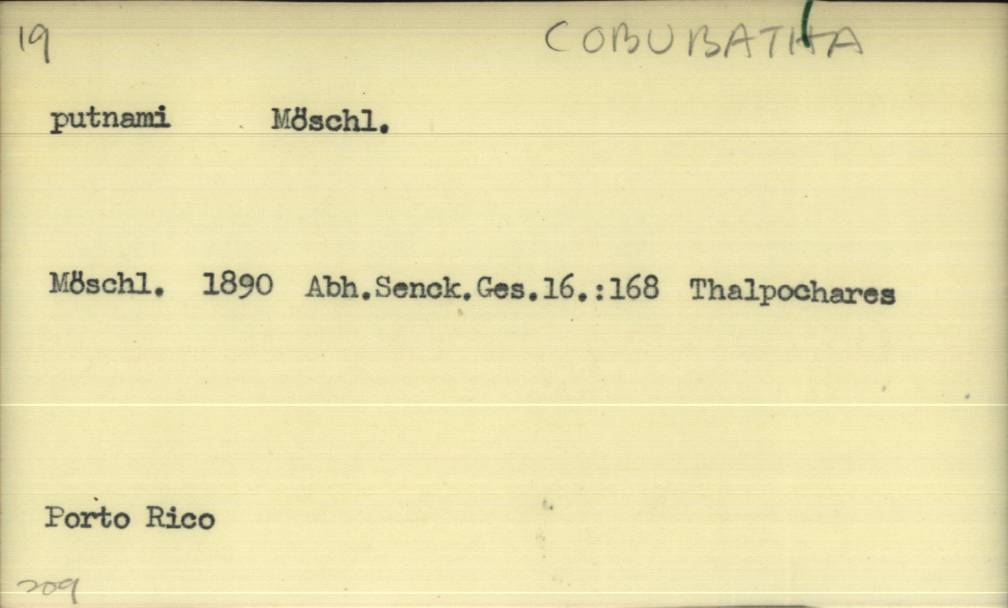 19 COBUBATHA
putnami Möschl.
Möschl. 1890 Abh.Senck.Ges.16.:168 Thalpochares
Porto Rico
209